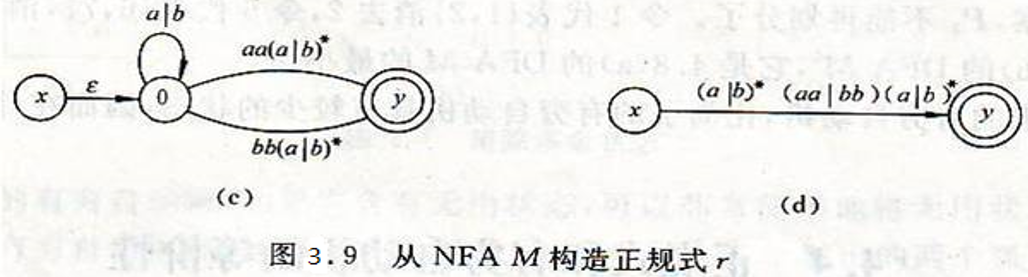 a|b
aa(a|b)*
x ε 0 y
bb(a|b)*
(c)
(a|b)* (aa|bb)(a|b)*
x y
(d)
图 3.9 从 NFA M 构造正规式 r